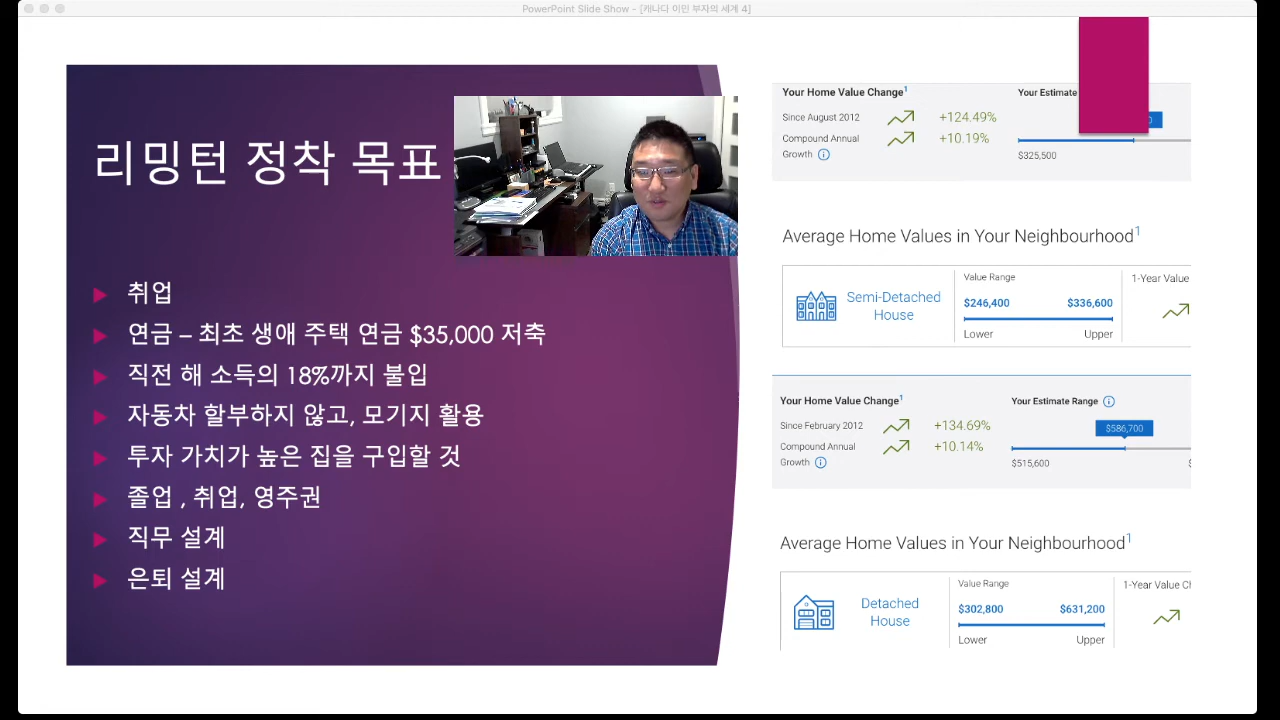 PowerPoint Slide Show - [캐나다 이민 부자의 세계 4]
리밍턴 정착 목표
취업
연금 – 최초 생애 주택 연금 $35,000 저축
직전 해 소득의 18%까지 불입
자동차 할부하지 않고, 모기지 활용
투자 가치가 높은 집을 구입할 것
졸업 , 취업, 영주권
직무 설계
은퇴 설계
Your Home Value Change1
Your Estimate
Since August 2012
+124.49%
Compound Annual
Growth
+10.19%
$325,500
Average Home Values in Your Neighbourhood1
Semi-Detached
House
Value Range
$246,400 $336,600
Lower Upper
1-Year Value
Your Home Value Change1
Your Estimate Range
Since February 2012
+134.69%
Compound Annual
Growth
+10.14%
$586,700
$515,600
Average Home Values in Your Neighbourhood1
Detached
House
Value Range
$302,800 $631,200
Lower Upper
1-Year Value